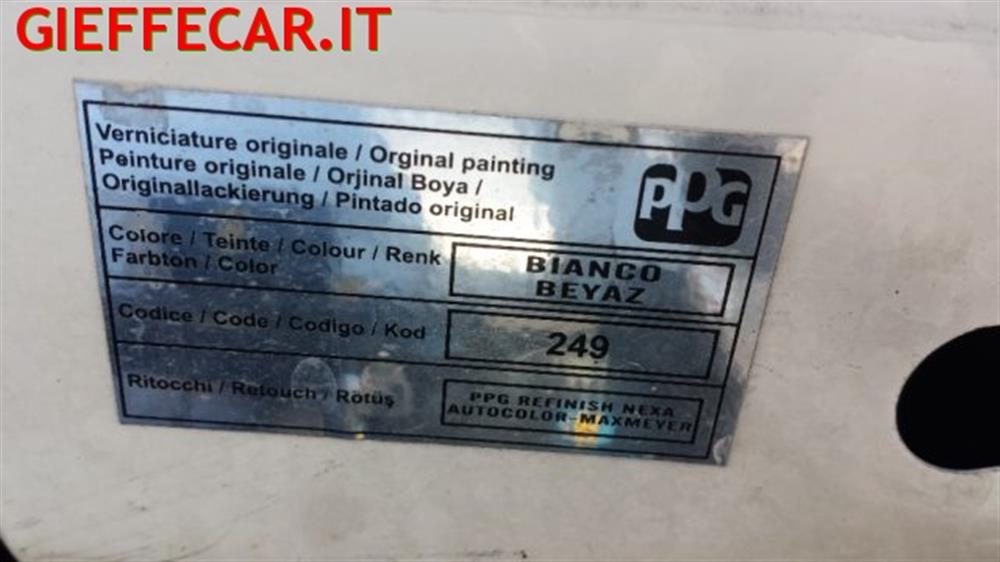 GIEFFECAR.IT
Verniciature originale / Orginal painting
Peinture originale / Orjinal Boya /
Originallackierung / Pintado original
PPG
Colore / Teinte / Colour / Renk
Farbton / Color
BIANCO
BEYAZ
Codice / Code / Codigo / Kod
249
Ritocchi / Retouch / Rötüş
PPG REFINISH NEXA
AUTOCOLOR-MAXMEYER